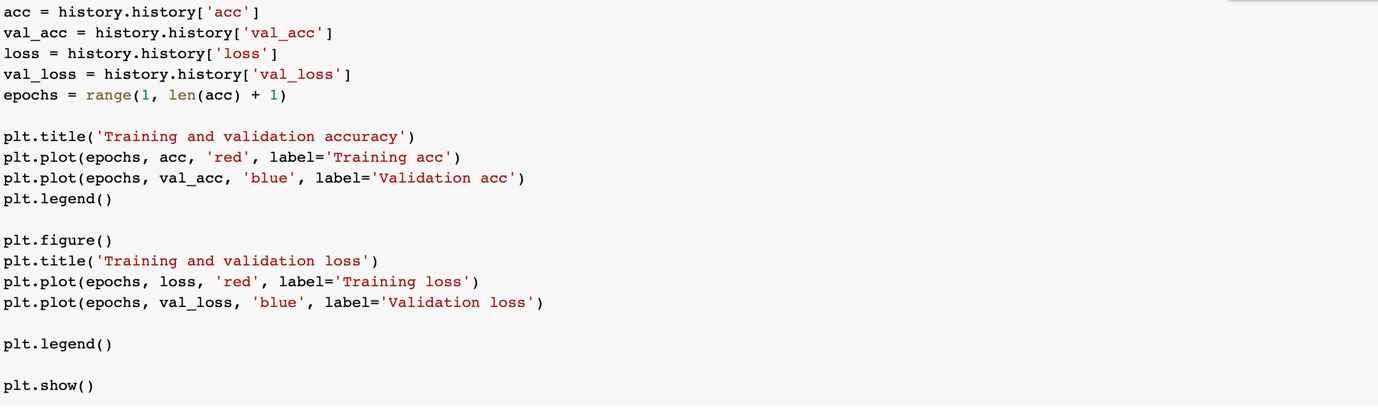 acc = history.history['acc']
val_acc = history.history['val_acc']
loss = history.history['loss']
val_loss = history.history['val_loss']
epochs = range(1, len(acc) + 1)
plt.title('Training and validation accuracy')
plt.plot(epochs, acc, 'red', label='Training acc')
plt.plot(epochs, val_acc, 'blue', label='Validation acc')
plt.legend()
plt.figure()
plt.title('Training and validation loss')
plt.plot(epochs, loss, 'red', label='Training loss')
plt.plot(epochs, val_loss, 'blue', label='Validation loss')
plt.legend()
plt.show()